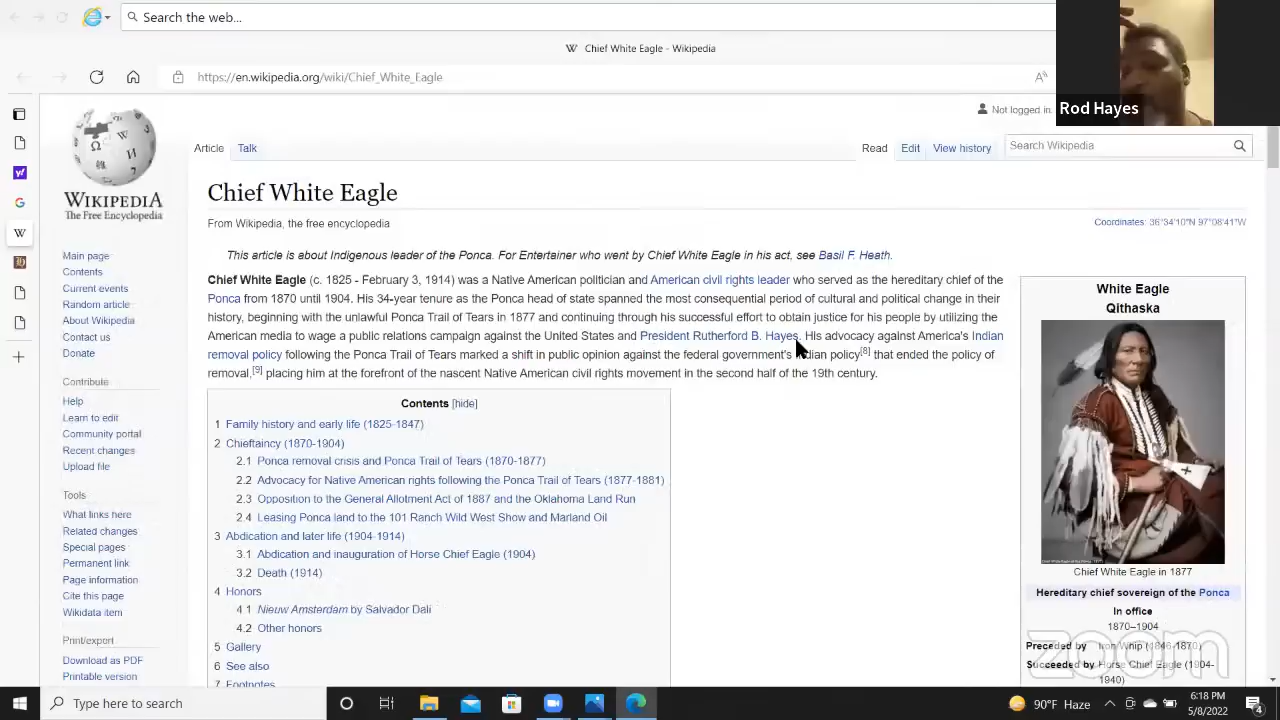 Search the web...
Chief White Eagle - Wikipedia
https://en.wikipedia.org/wiki/Chief_White_Eagle
Rod Hayes
Not logged in
Article
Talk
Read
Edit
View history
Search Wikipedia
WIKIPEDIA
The Free Encyclopedia
Main page
Contents
Current events
Random article
About Wikipedia
Contact us
Donate
Contribute
Help
Learn to edit
Community portal
Recent changes
Upload file
Tools
What links here
Related changes
Special pages
Permanent link
Page information
Cite this page
Wikidata item
Print/export
Download as PDF
Printable version
Chief White Eagle
From Wikipedia, the free encyclopedia
Coordinates: 36°34′10″N 97°08′41″W
This article is about Indigenous leader of the Ponca. For Entertainer who went by Chief White Eagle in his act, see Basil F. Heath.
Chief White Eagle (c. 1825 - February 3, 1914) was a Native American politician and American civil rights leader who served as the hereditary chief of the
Ponca from 1870 until 1904. His 34-year tenure as the Ponca head of state spanned the most consequential period of cultural and political change in their
history, beginning with the unlawful Ponca Trail of Tears in 1877 and continuing through his successful effort to obtain justice for his people by utilizing the
American media to wage a public relations campaign against the United States and President Rutherford B. Hayes. His advocacy against America's Indian
removal policy following the Ponca Trail of Tears marked a shift in public opinion against the federal government's Indian policy[8] that ended the policy of
removal,[9] placing him at the forefront of the nascent Native American civil rights movement in the second half of the 19th century.
Contents [hide]
1 Family history and early life (1825-1847)
2 Chieftaincy (1870-1904)
2.1 Ponca removal crisis and Ponca Trail of Tears (1870-1877)
2.2 Advocacy for Native American rights following the Ponca Trail of Tears (1877-1881)
2.3 Opposition to the General Allotment Act of 1887 and the Oklahoma Land Run
2.4 Leasing Ponca land to the 101 Ranch Wild West Show and Marland Oil
3 Abdication and later life (1904-1914)
3.1 Abdication and inauguration of Horse Chief Eagle (1904)
3.2 Death (1914)
4 Honors
4.1 Nieuw Amsterdam by Salvador Dali
4.2 Other honors
5 Gallery
6 See also
7 Footnotes
White Eagle
Qithaska
Chief White Eagle in 1877
Hereditary chief sovereign of the Ponca
In office
1870–1904
Preceded by Iron Whip (1846-1870)
Succeeded by Horse Chief Eagle (1904-
1940)
zoom
Type here to search
90°F Haze
6:18 PM
5/8/2022
4